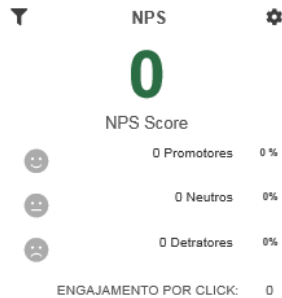 NPS
0
NPS Score
0 Promotores 0 %
0 Neutros 0%
0 Detratores 0%
ENGAJAMENTO POR CLICK: 0